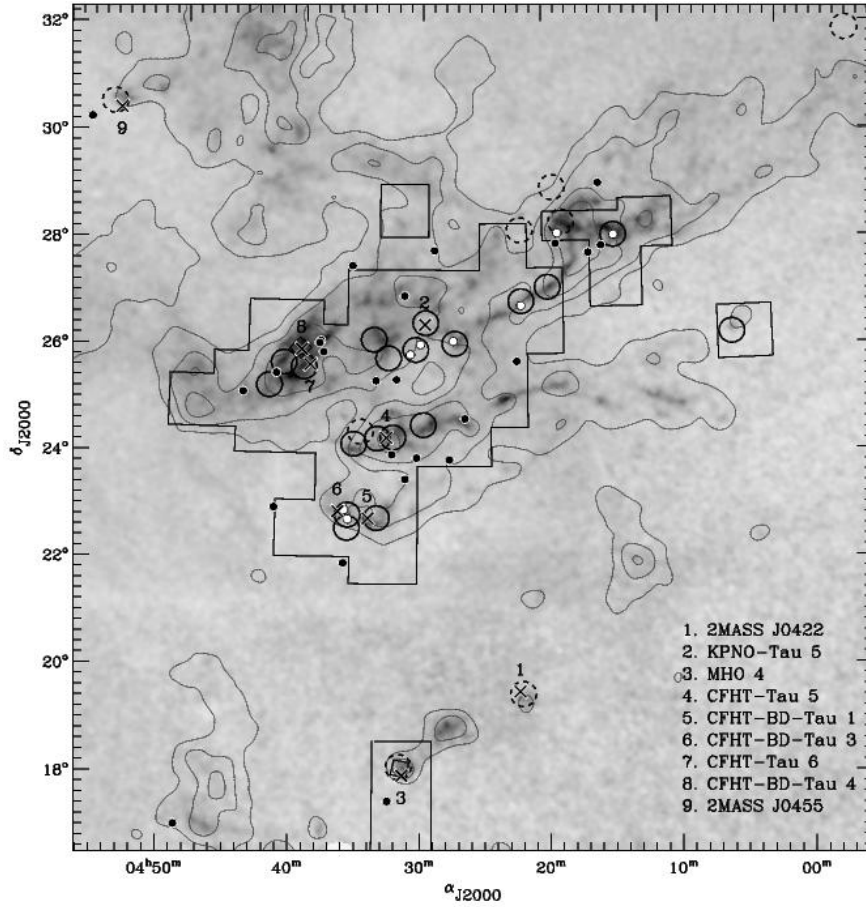 32°
30°
28°
26°
24°
22°
20°
18°
δJ2000
9
2
8
7
4
6
5
1
3
1. 2MASS J0422
2. KPNO-Tau 5
3. MHO 4
4. CFHT-Tau 5
5. CFHT-BD-Tau 1
6. CFHT-BD-Tau 3
7. CFHT-Tau 6
8. CFHT-BD-Tau 4
9. 2MASS J0455
04ʰ50ᵐ 40ᵐ 30ᵐ 20ᵐ 10ᵐ 00ᵐ
αJ2000